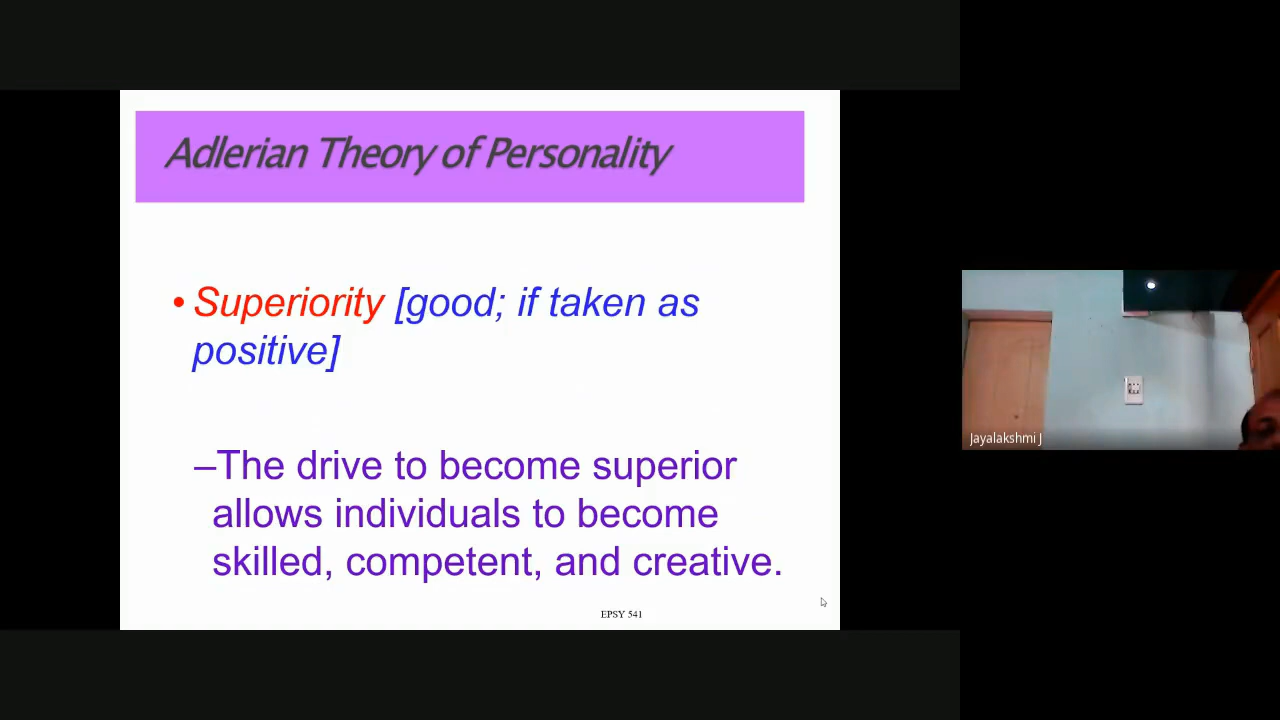 Adlerian Theory of Personality
• Superiority [good; if taken as
positive]
–The drive to become superior
allows individuals to become
skilled, competent, and creative.
EPSY 541
Jayalakshmi J